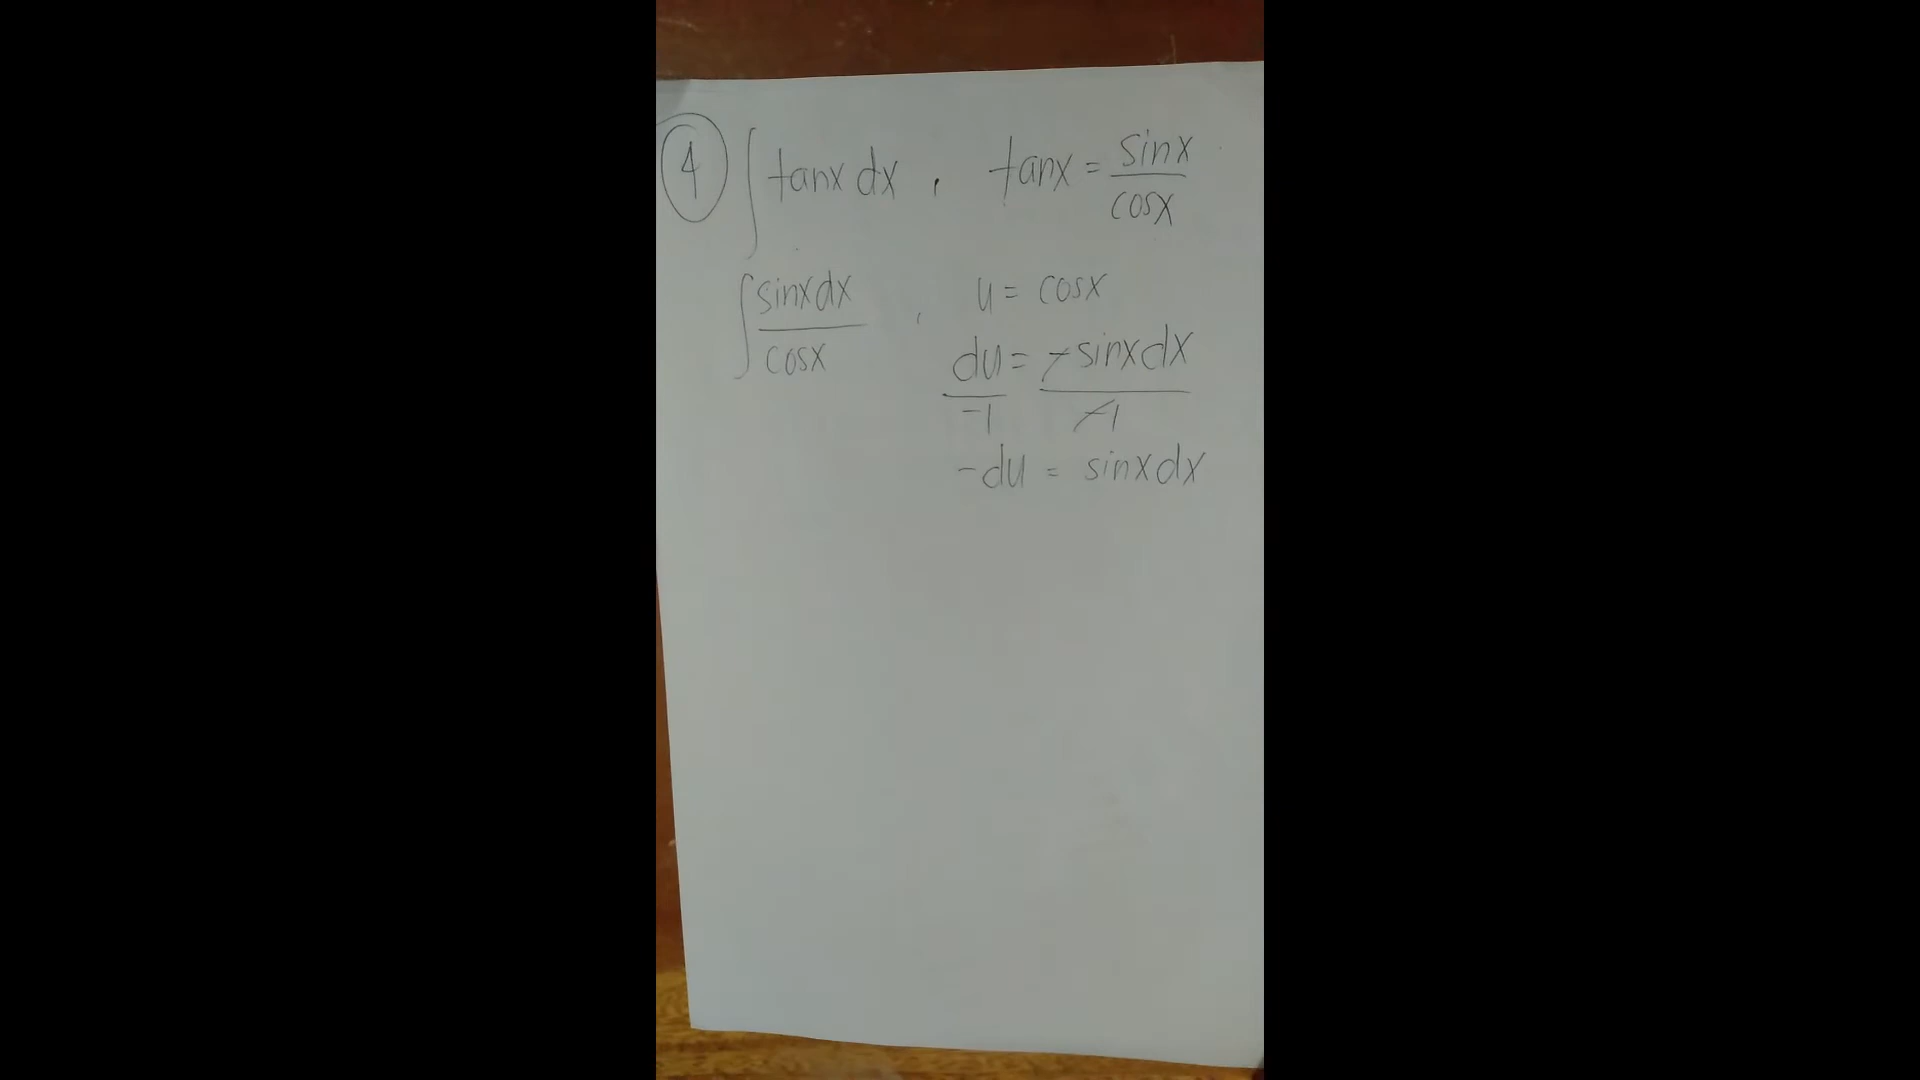 ④ ∫ tanx dx , tanx = sinx/cosx
∫ sinxdx/cosx , u = cosx
du/-1 = -sinxdx/-1
-du = sinxdx